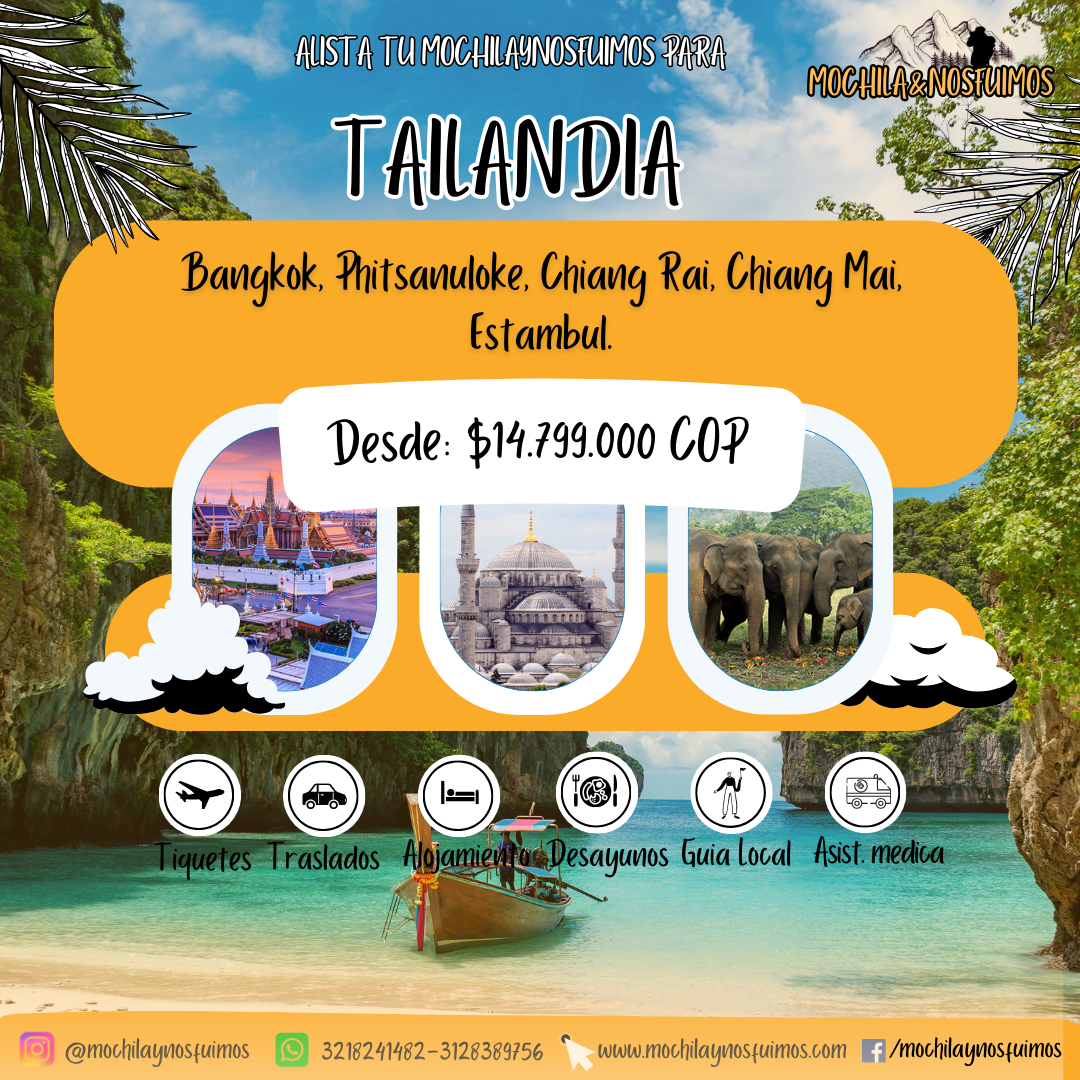 ALISTA TU MOCHILAYNOSFUIMOS PARA
MOCHILA&NOSFUIMOS
TAILANDIA
Bangkok, Phitsanuloke, Chiang Rai, Chiang Mai,
Estambul.
Desde: $14.799.000 COP
Tiquetes Traslados Alojamiento Desayunos Guia Local Asist. medica
@mochilaynosfuimos 3218241482-3128389756 www.mochilaynosfuimos.com /mochilaynosfuimos